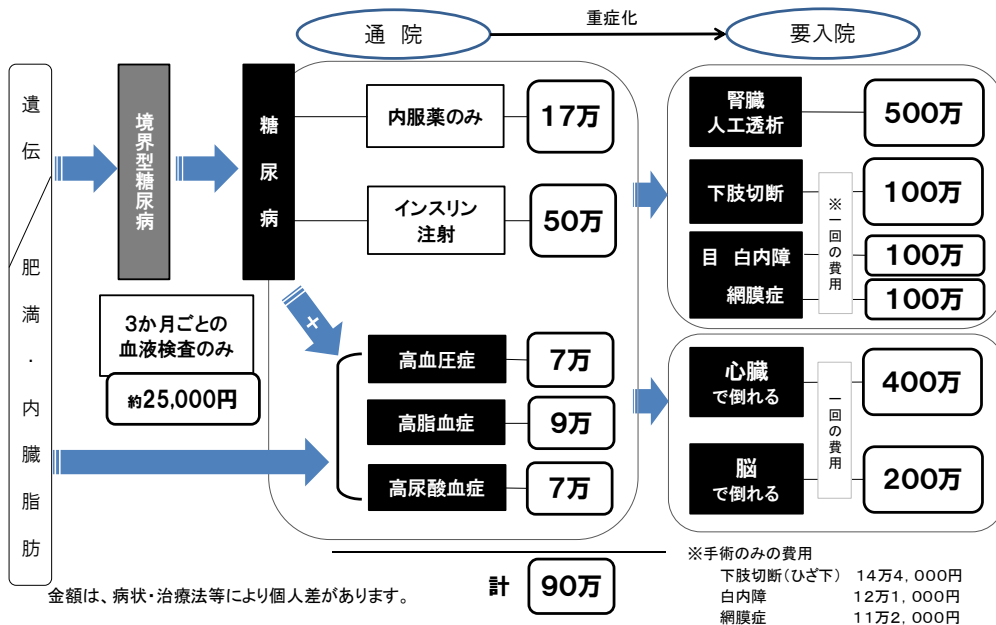 通 院
重症化
要入院
遺伝
肥満・内臓脂肪
境界型糖尿病
糖尿病
3か月ごとの
血液検査のみ
約25,000円
内服薬のみ
17万
インスリン
注射
50万
+
高血圧症
7万
高脂血症
9万
高尿酸血症
7万
腎臓
人工透析
500万
下肢切断
100万
目 白内障
100万
網膜症
100万
※一回の費用
心臓
で倒れる
400万
脳
で倒れる
200万
一回の費用
計
90万
金額は、病状・治療法等により個人差があります。
※手術のみの費用
下肢切断(ひざ下) 14万4,000円
白内障 12万1,000円
網膜症 11万2,000円